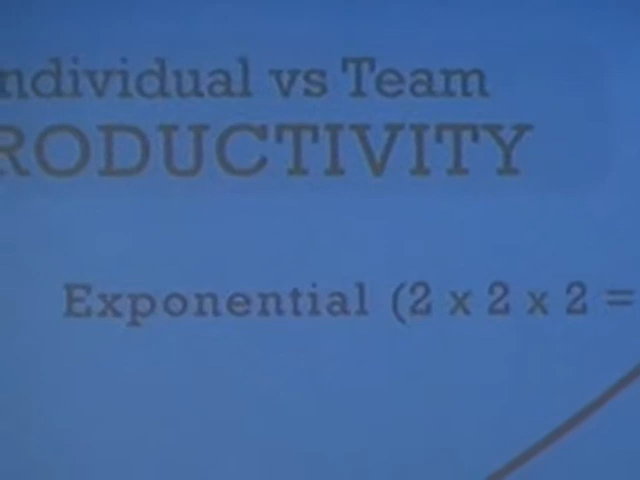 ndividual vs Team
RODUCTIVITY
Exponential (2 x 2 x 2 =